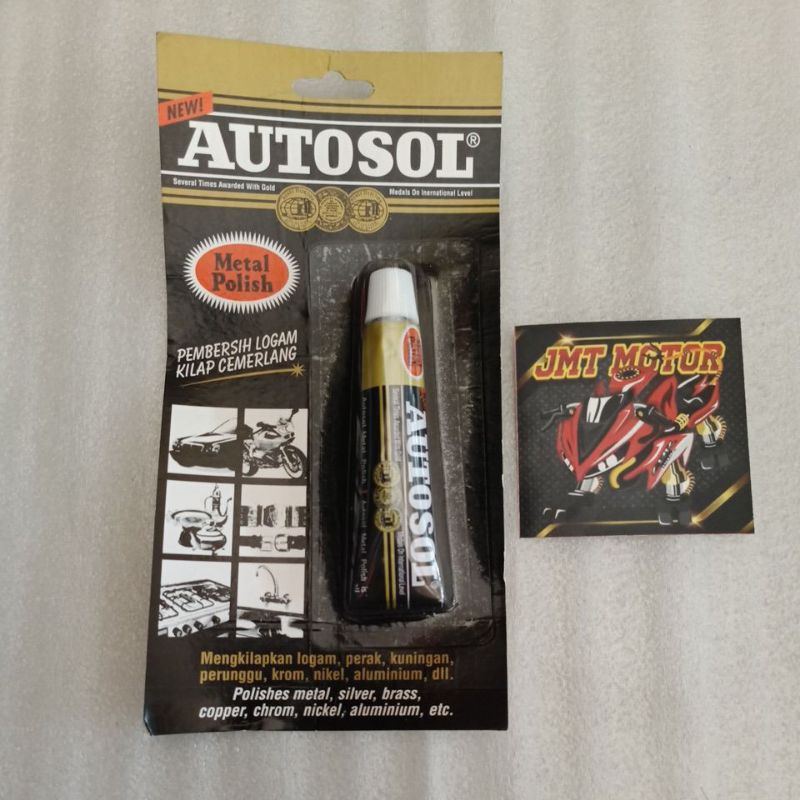 NEW!
AUTOSOL®
Several Times Awarded With Gold
Medals On Inernational Level
Metal
Polish
PEMBERSIH LOGAM
KILAP CEMERLANG
AUTOSOL
Mengkilapkan logam, perak, kuningan,
perunggu, krom, nikel, aluminium, dll.
Polishes metal, silver, brass,
copper, chrom, nickel, aluminium, etc.
JMT MOTOR